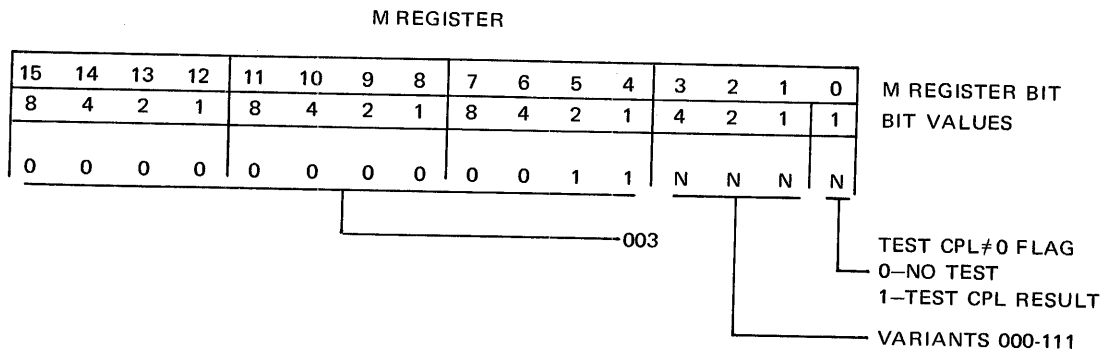 M REGISTER
15 14 13 12 11 10 9 8 7 6 5 4 3 2 1 0 M REGISTER BIT
8 4 2 1 8 4 2 1 8 4 2 1 4 2 1 1 BIT VALUES
0 0 0 0 0 0 0 0 0 0 1 1 N N N N
003
TEST CPL≠0 FLAG
0—NO TEST
1—TEST CPL RESULT
VARIANTS 000-111